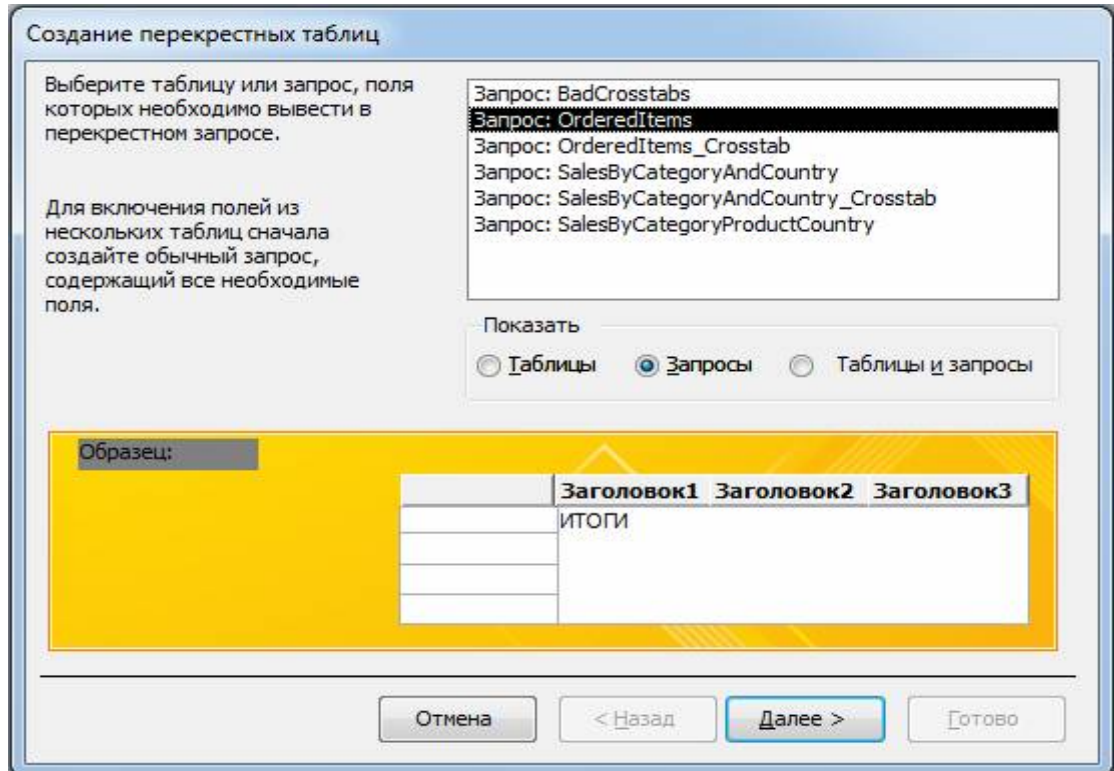 Создание перекрестных таблиц
Выберите таблицу или запрос, поля
которых необходимо вывести в
перекрестном запросе.
Для включения полей из
нескольких таблиц сначала
создайте обычный запрос,
содержащий все необходимые
поля.
Запрос: BadCrosstabs
Запрос: OrderedItems
Запрос: OrderedItems_Crosstab
Запрос: SalesByCategoryAndCountry
Запрос: SalesByCategoryAndCountry_Crosstab
Запрос: SalesByCategoryProductCountry
Показать
Таблицы Запросы Таблицы и запросы
Образец:
Заголовок1 Заголовок2 Заголовок3
ИТОГИ
Отмена < Назад Далее > Готово